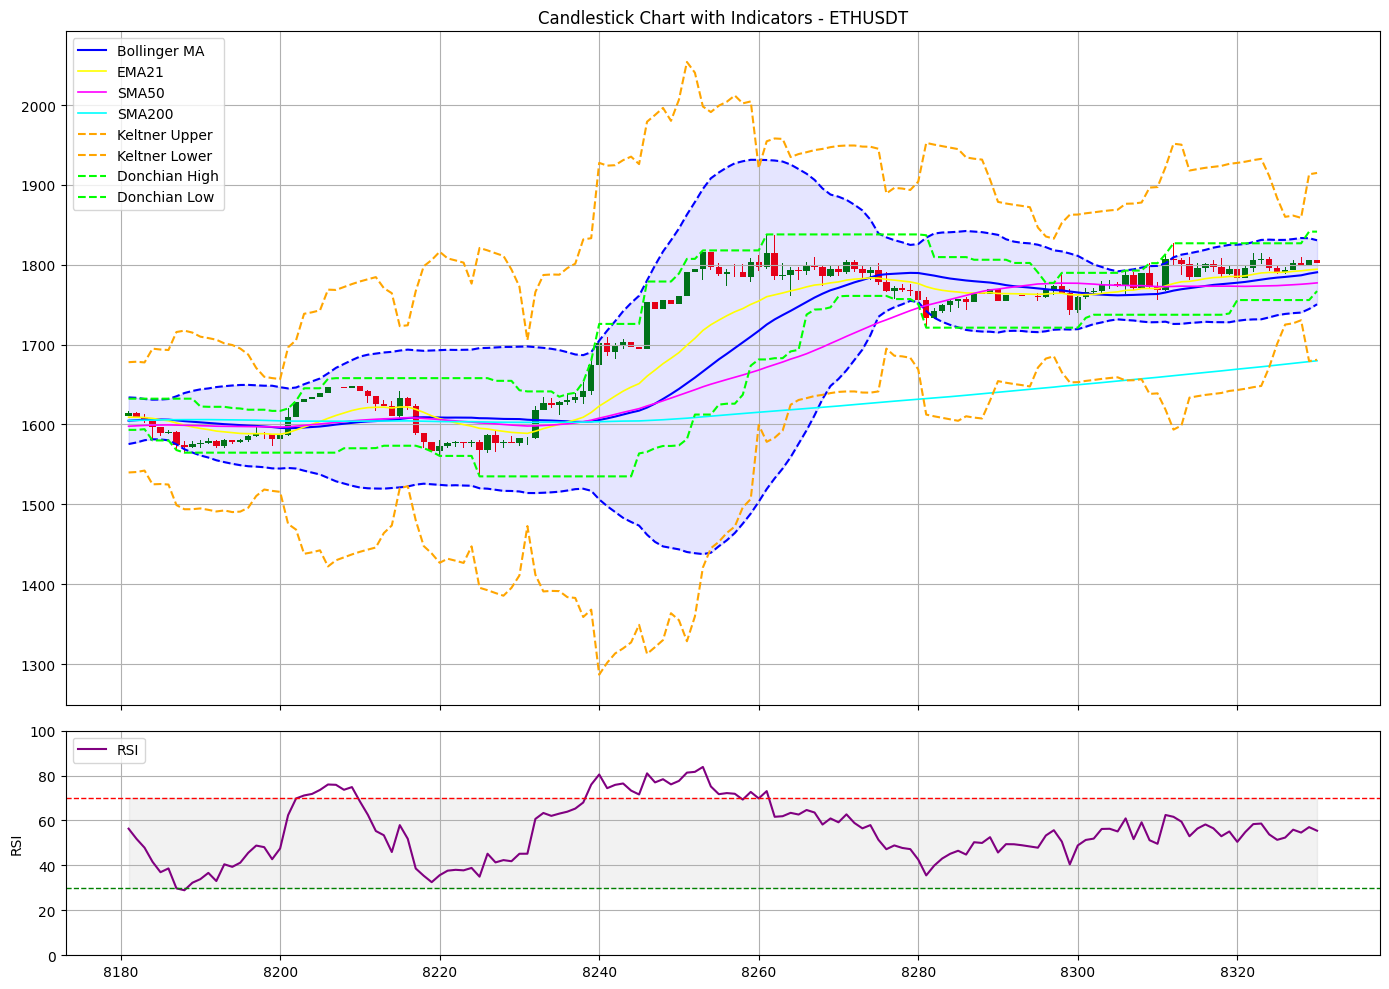 Candlestick Chart with Indicators - ETHUSDT
Bollinger MA
EMA21
SMA50
SMA200
Keltner Upper
Keltner Lower
Donchian High
Donchian Low
2000
1900
1800
1700
1600
1500
1400
1300
RSI
100
80
60
40
20
0
RSI
8180 8200 8220 8240 8260 8280 8300 8320